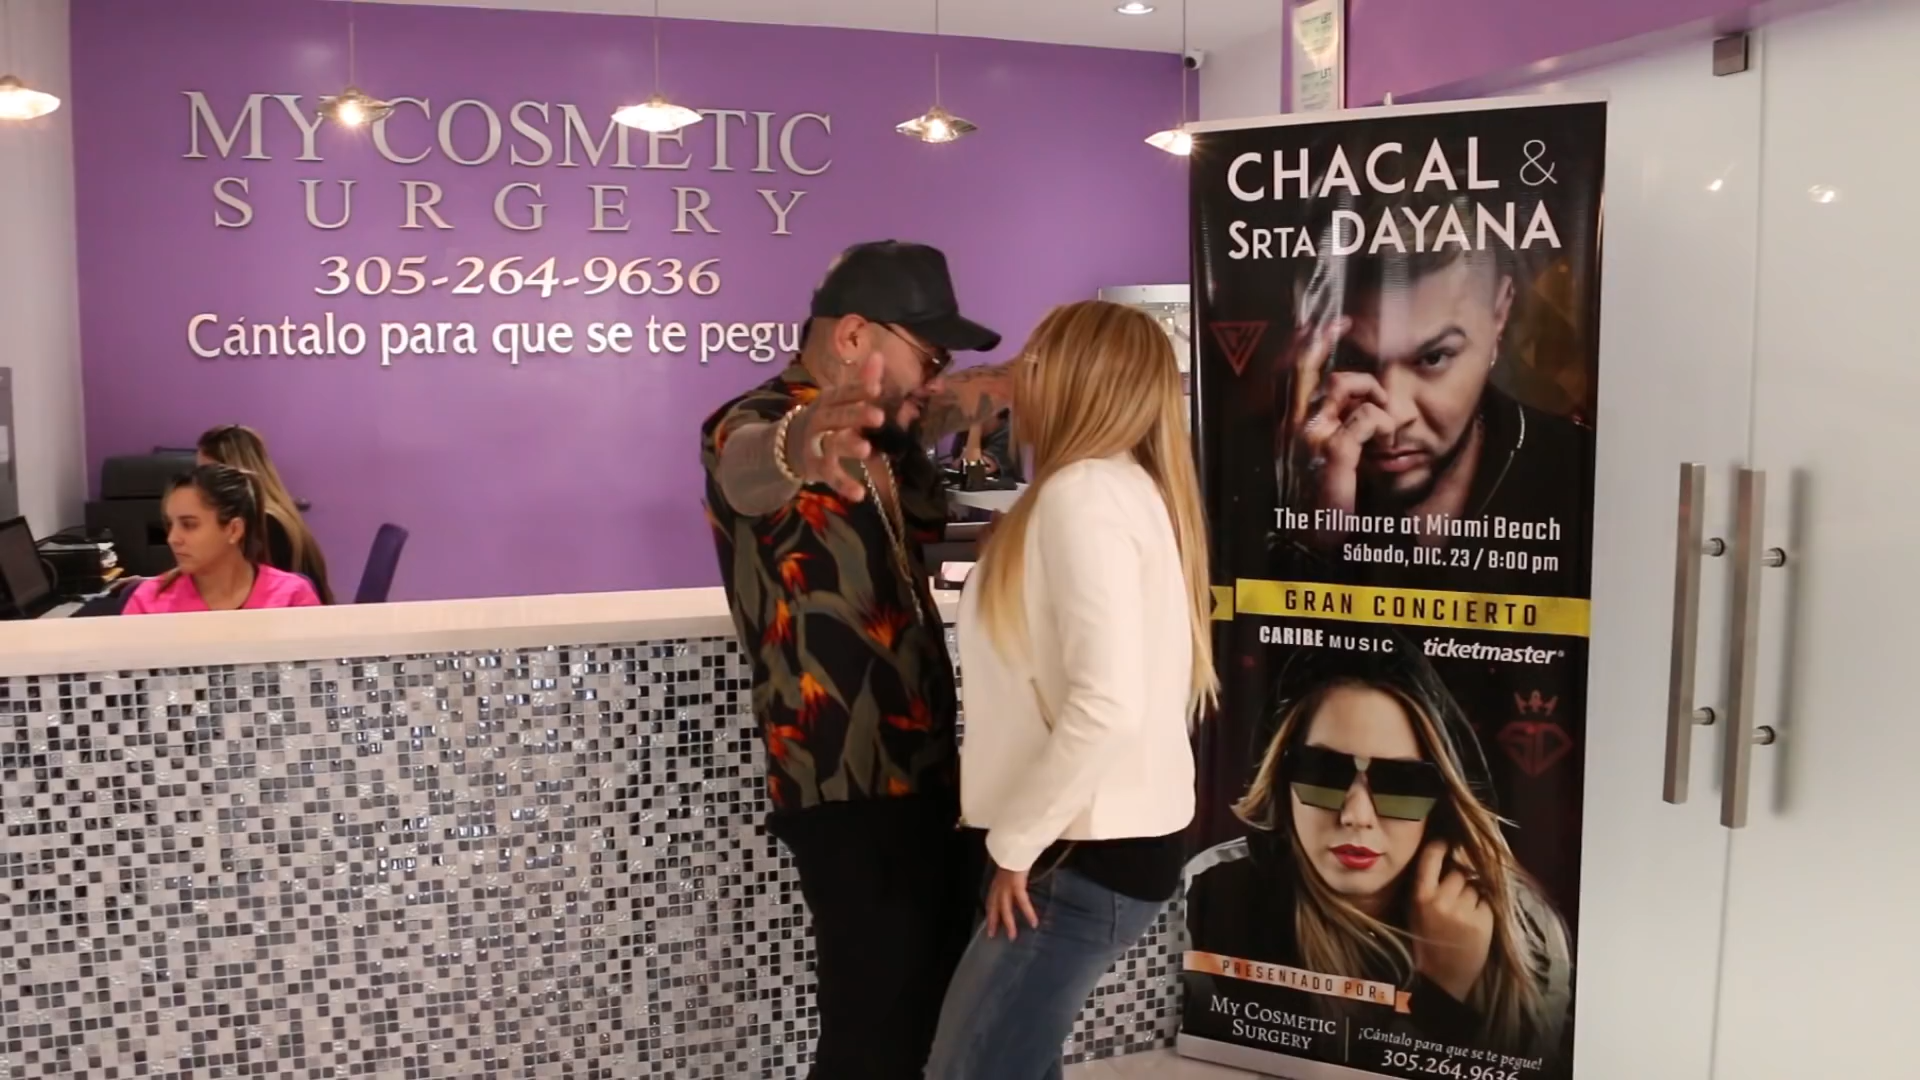 MY COSMETIC
SURGERY
305-264-9636
Cántalo para que se te pegu
CHACAL &
SRTA DAYANA
The Fillmore at Miami Beach
Sábado, DIC. 23 / 8:00 pm
GRAN CONCIERTO
CARIBE MUSIC ticketmaster®
PRESENTADO POR:
MY COSMETIC
SURGERY
¡Cántalo para que se te pegue!
305.264.9636